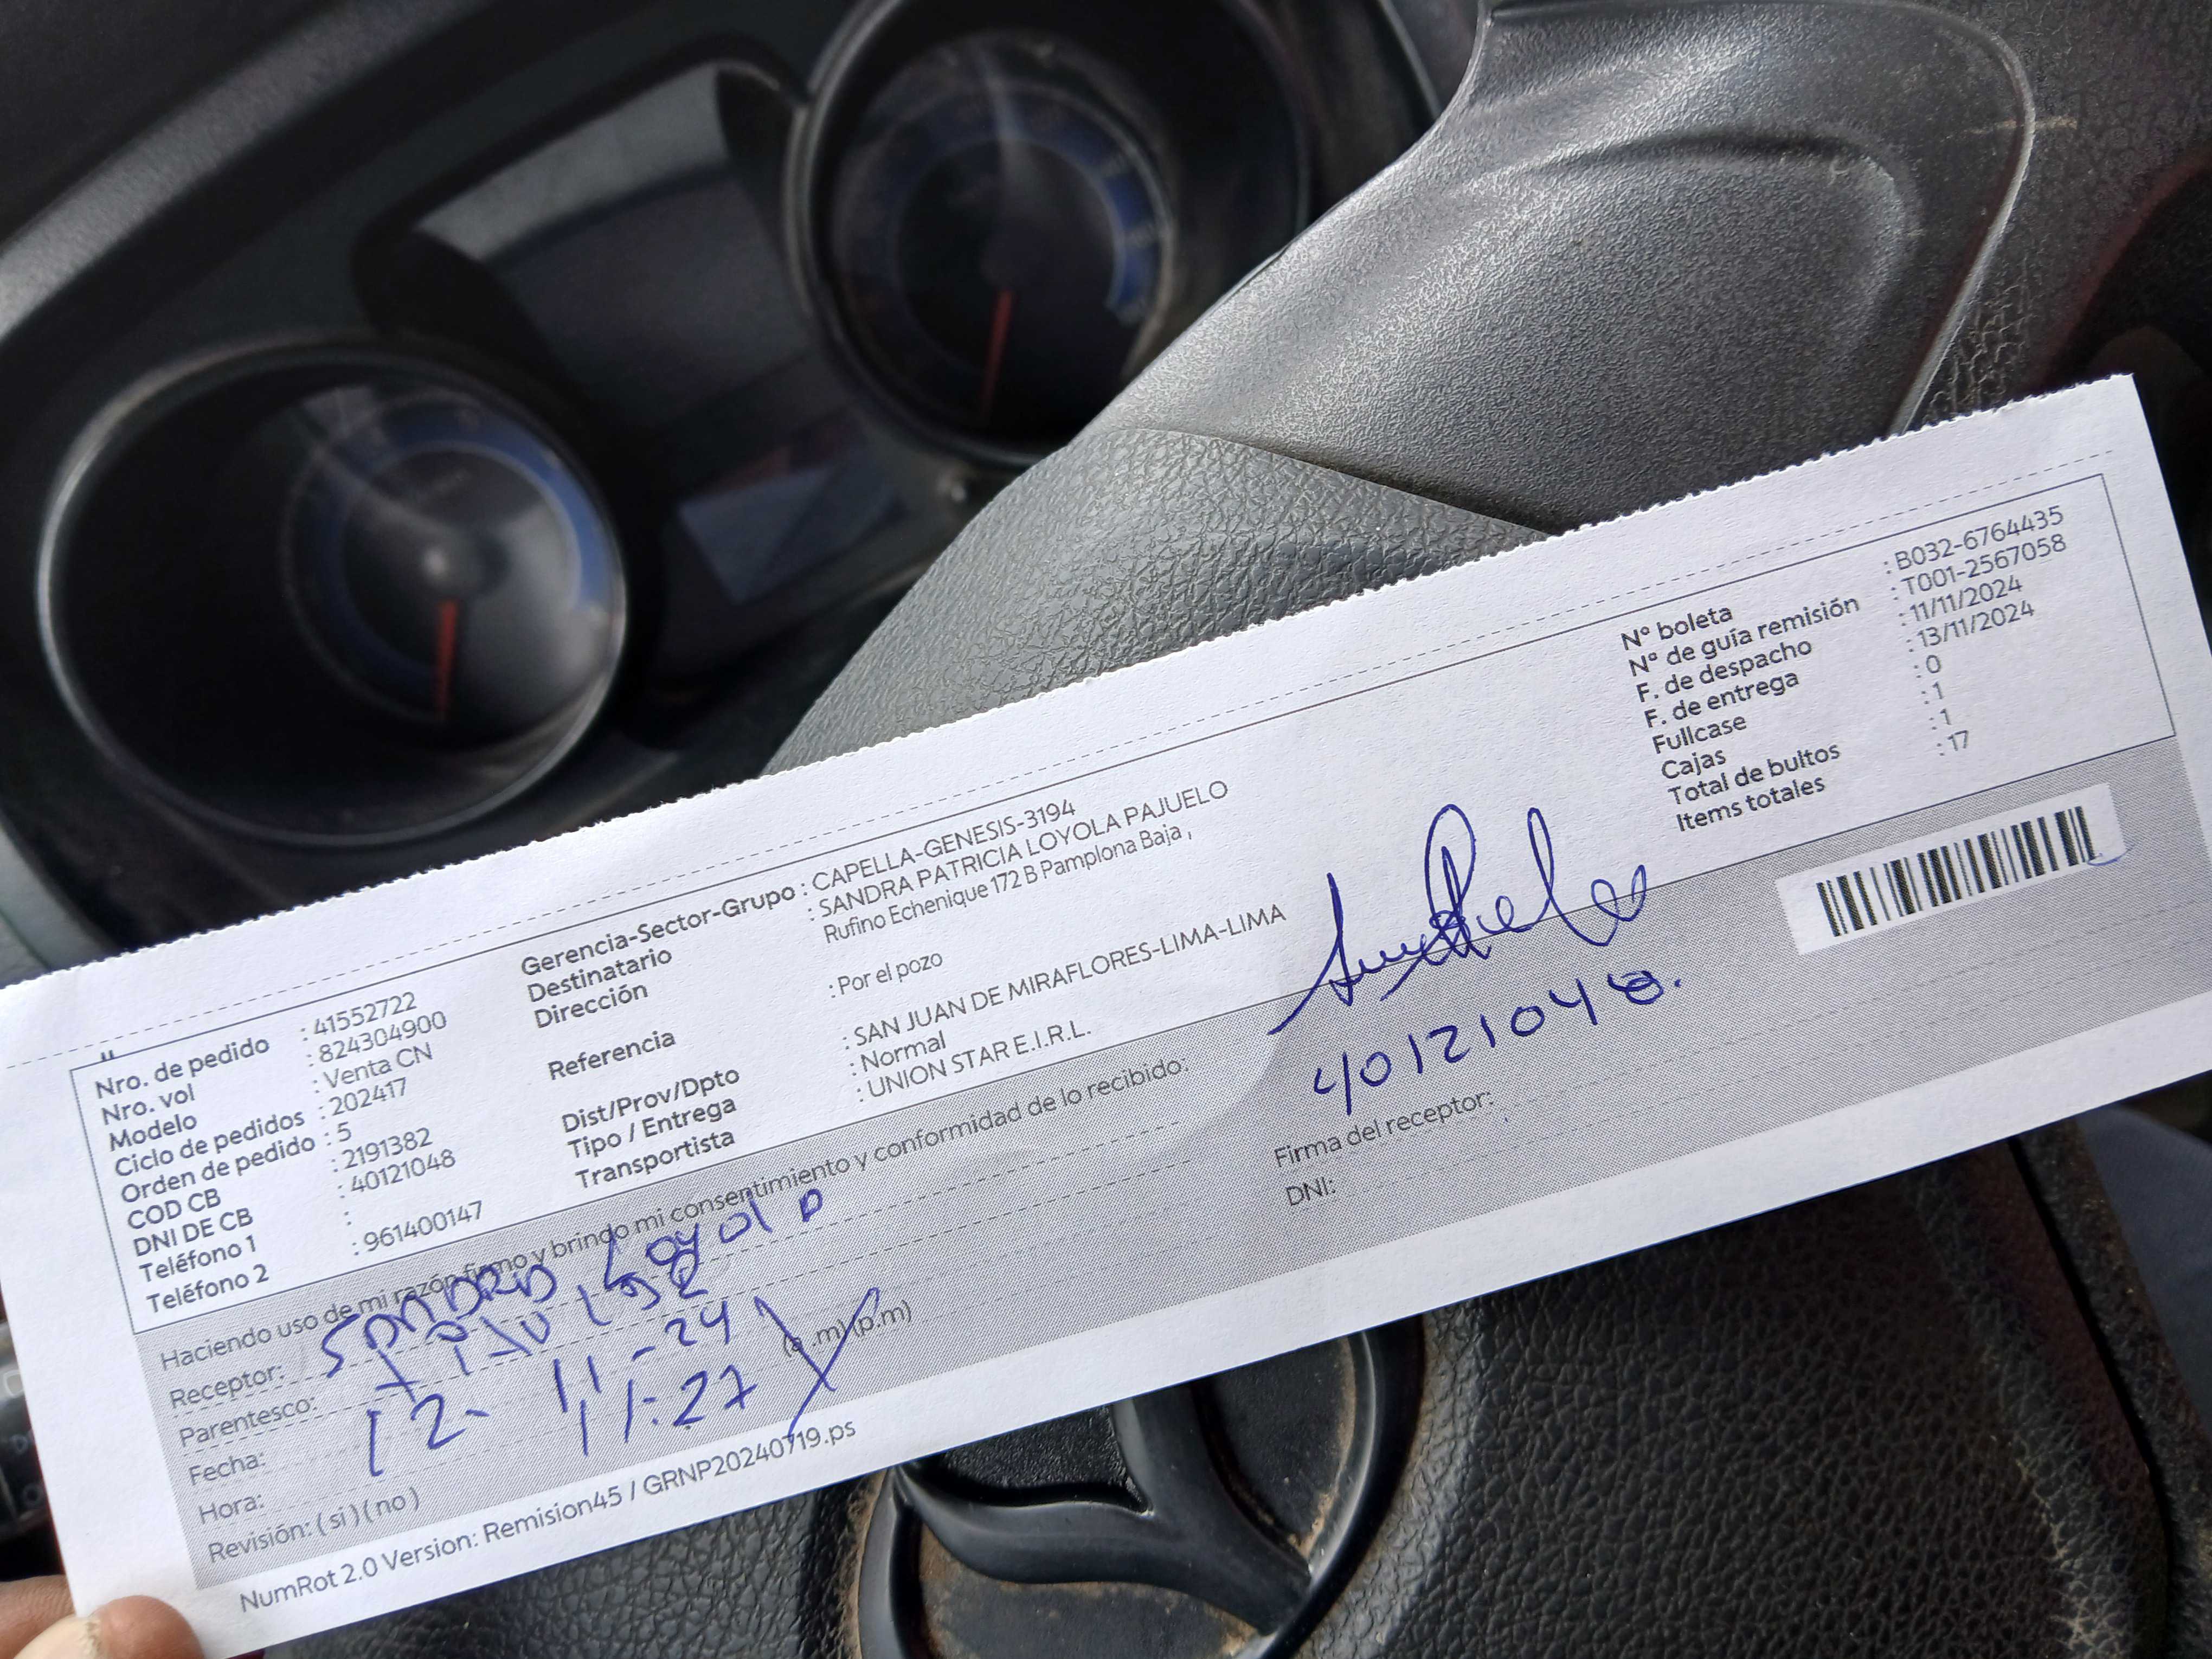 Nro. de pedido : 41552722
Nro. vol : 824304900
Modelo : Venta CN
Ciclo de pedidos : 202417
Orden de pedido : 5
COD CB : 2191382
DNI DE CB : 40121048
Teléfono 1 :
Teléfono 2 : 961400147
Gerencia-Sector-Grupo : CAPELLA-GENESIS-3194
Destinatario : SANDRA PATRICIA LOYOLA PAJUELO
Dirección Rufino Echenique 172 B Pamplona Baja ,
Referencia : Por el pozo
Dist/Prov/Dpto : SAN JUAN DE MIRAFLORES-LIMA-LIMA
Tipo / Entrega : Normal
Transportista : UNION STAR E.I.R.L.
N° boleta : B032-6764435
N° de guía remisión : T001-2567058
F. de despacho : 11/11/2024
F. de entrega : 13/11/2024
Fullcase : 0
Cajas : 1
Total de bultos : 1
Items totales : 17
Haciendo uso de mi razón firmo y brindo mi consentimiento y conformidad de lo recibido:
Receptor: SANDRA Loyola
Parentesco:
Fecha: 12- 11-24
Hora: 11:27 (a .m) (p.m)
Revisión: ( si ) ( no )
40121048.
Firma del receptor:
DNI:
NumRot 2.0 Version: Remision45 / GRNP20240719.ps